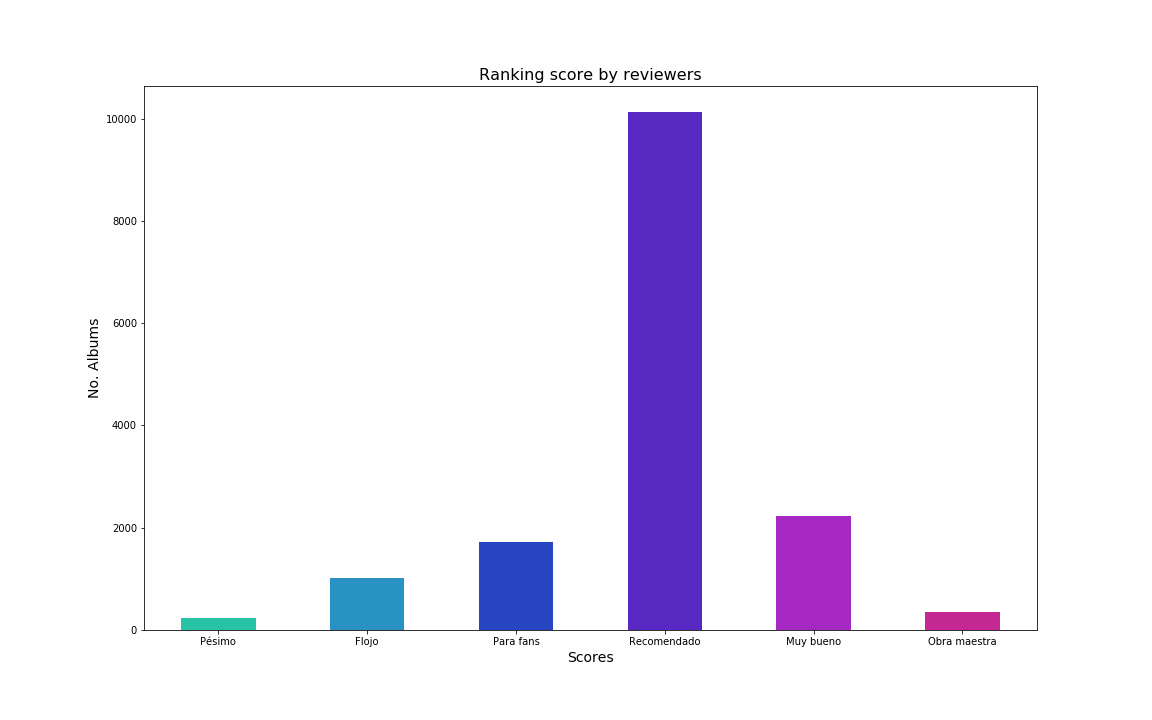 Ranking score by reviewers
10000
8000
6000
4000
2000
0
No. Albums
Pésimo Flojo Para fans Recomendado Muy bueno Obra maestra
Scores